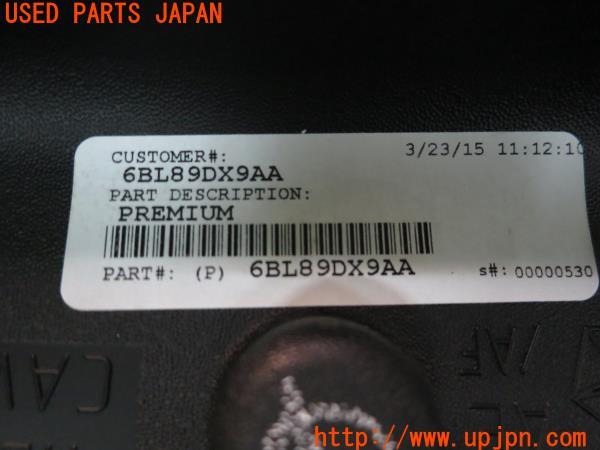 USED PARTS JAPAN
CUSTOMER#:
3/23/15 11:12:10
6BL89DX9AA
PART DESCRIPTION:
PREMIUM
PART#: (P) 6BL89DX9AA
s#: 00000530
http://www.upjpn.com